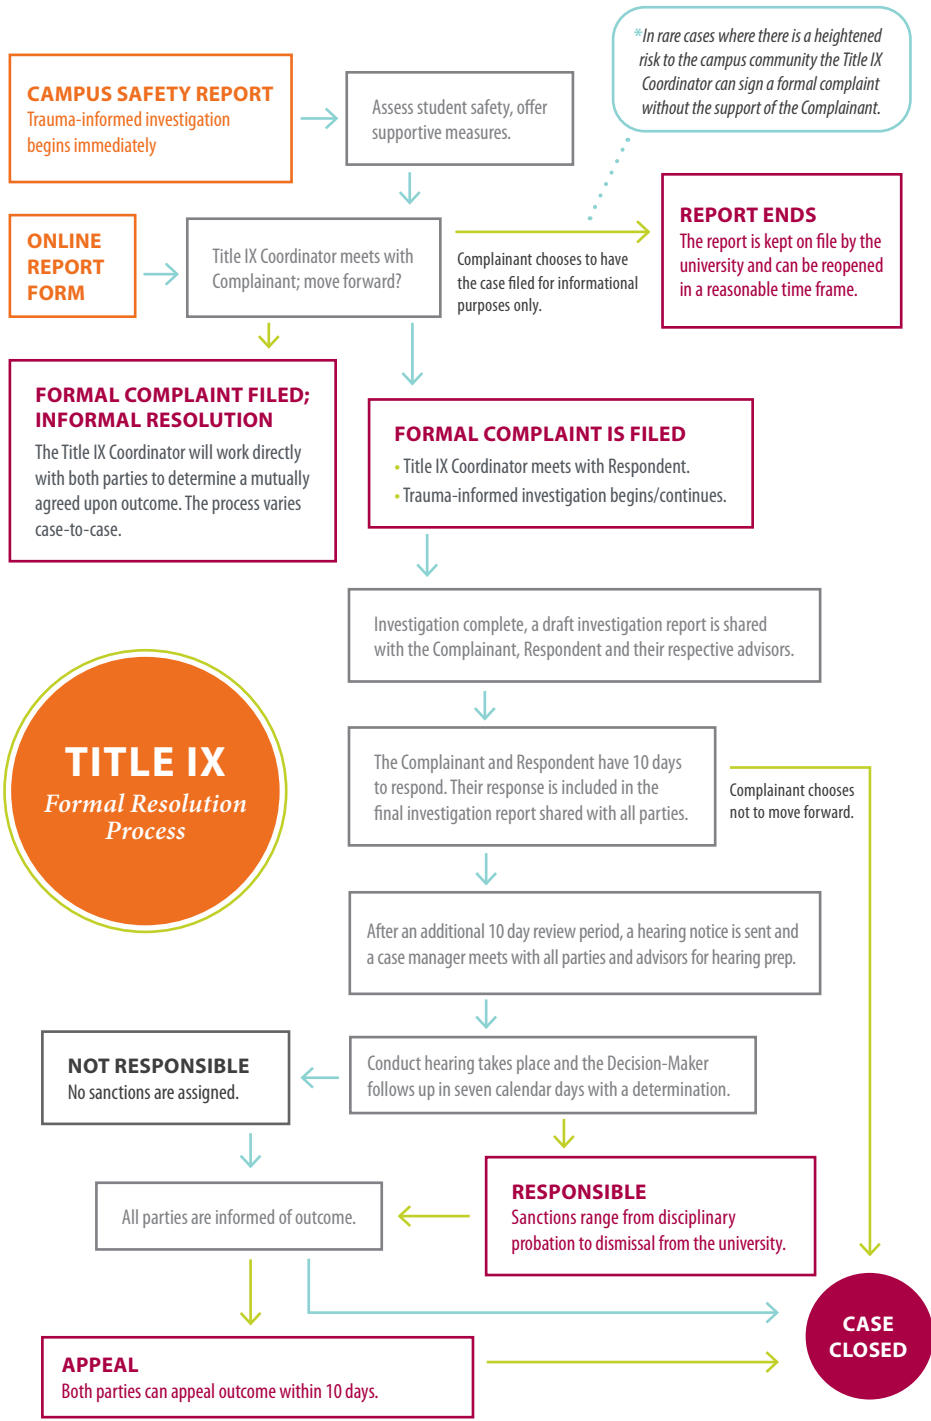 *In rare cases where there is a heightened
risk to the campus community the Title IX
Coordinator can sign a formal complaint
without the support of the Complainant.
CAMPUS SAFETY REPORT
Trauma-informed investigation
begins immediately
Assess student safety, offer
supportive measures.
ONLINE
REPORT
FORM
Title IX Coordinator meets with
Complainant; move forward?
Complainant chooses to have
the case filed for informational
purposes only.
REPORT ENDS
The report is kept on file by the
university and can be reopened
in a reasonable time frame.
FORMAL COMPLAINT FILED;
INFORMAL RESOLUTION
The Title IX Coordinator will work directly
with both parties to determine a mutually
agreed upon outcome. The process varies
case-to-case.
FORMAL COMPLAINT IS FILED
• Title IX Coordinator meets with Respondent.
• Trauma-informed investigation begins/continues.
Investigation complete, a draft investigation report is shared
with the Complainant, Respondent and their respective advisors.
TITLE IX
Formal Resolution
Process
The Complainant and Respondent have 10 days
to respond. Their response is included in the
final investigation report shared with all parties.
Complainant chooses
not to move forward.
After an additional 10 day review period, a hearing notice is sent and
a case manager meets with all parties and advisors for hearing prep.
NOT RESPONSIBLE
No sanctions are assigned.
Conduct hearing takes place and the Decision-Maker
follows up in seven calendar days with a determination.
All parties are informed of outcome.
RESPONSIBLE
Sanctions range from disciplinary
probation to dismissal from the university.
APPEAL
Both parties can appeal outcome within 10 days.
CASE
CLOSED